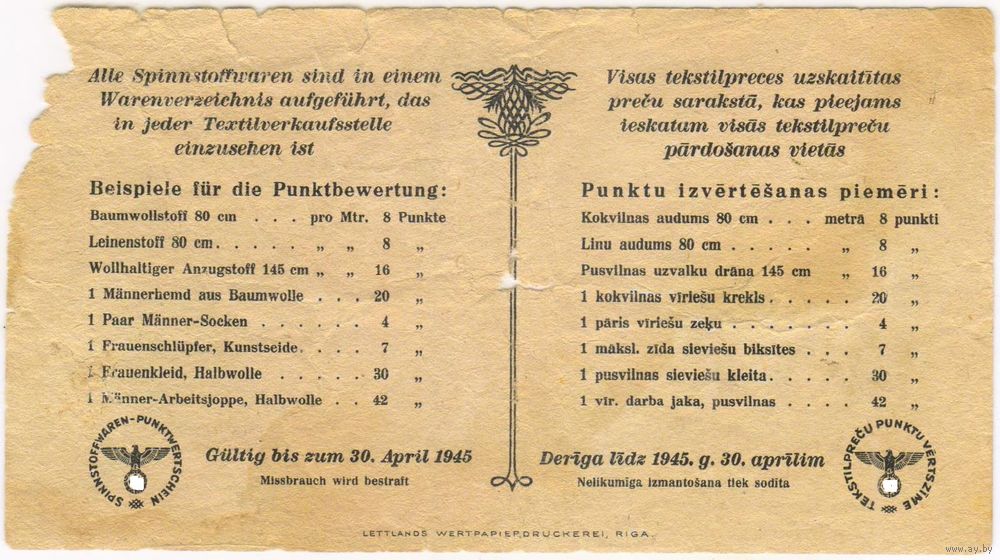 Alle Spinnstoffwaren sind in einem
Warenverzeichnis aufgeführt, das
in jeder Textilverkaufsstelle
einzusehen ist
Beispiele für die Punktbewertung:
Baumwollstoff 80 cm . . . pro Mtr. 8 Punkte
Leinenstoff 80 cm . . . . . „ „ 8 „
Wollhaltiger Anzugstoff 145 cm „ „ 16 „
1 Männerhemd aus Baumwolle . . . 20 „
1 Paar Männer-Socken . . . . . . . 4 „
1 Frauenschlüpfer, Kunstseide . . . . 7 „
1 Frauenkleid, Halbwolle . . . . . . 30 „
1 Männer-Arbeitsjoppe, Halbwolle . . 42 „
SPINNSTOFFWAREN-PUNKTWERTSCHEIN
Gültig bis zum 30. April 1945
Missbrauch wird bestraft
Visas tekstilpreces uzskaitītas
preču sarakstā, kas pieejams
ieskatam visās tekstilpreču
pārdošanas vietās
Punktu izvērtēšanas piemēri:
Kokvilnas audums 80 cm . . . metrā 8 punkti
Linu audums 80 cm . . . . . . „ 8 „
Pusvilnas uzvalku drāna 145 cm „ 16 „
1 kokvilnas vīriešu krekls . . . . . 20 „
1 pāris vīriešu zeķu . . . . . . . . 4 „
1 māksl. zīda sieviešu biksītes . . . 7 „
1 pusvilnas sieviešu kleita . . . . . 30 „
1 vīr. darba jaka, pusvilnas . . . . 42 „
Derīga līdz 1945. g. 30. aprīlim
Nelikumīga izmantošana tiek sodīta
TEKSTILPREČU PUNKTU VĒRTSZĪME
LETTLANDS WERTPAPIERDRUCKEREI, RIGA.
www.ay.by